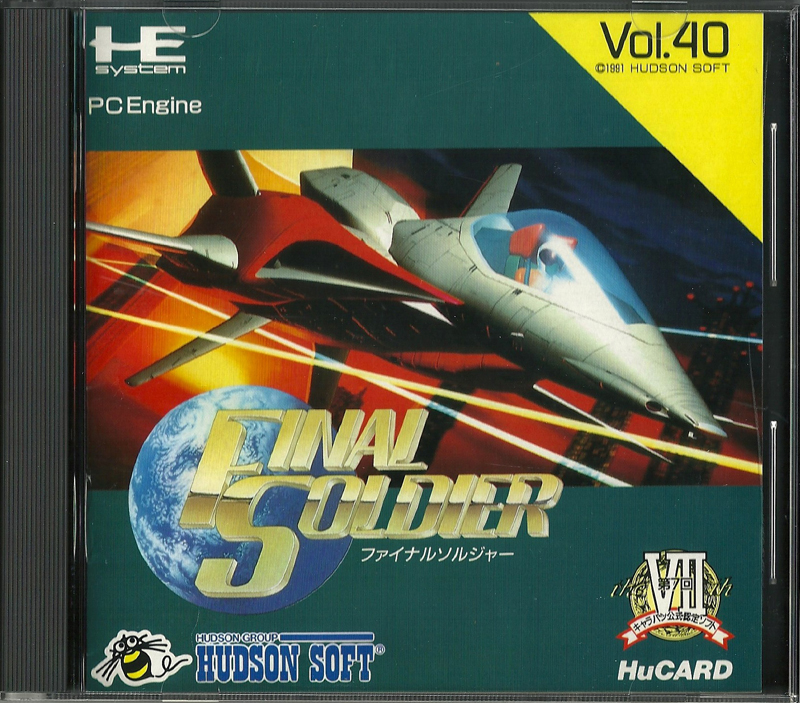 HE
system
PC Engine
Vol.40
©1991 HUDSON SOFT
FINAL
SOLDIER
ファイナルソルジャー
the 7th
VII
第7回
キャラバン公式認定ソフト
HUDSON GROUP
HUDSON SOFT®
HuCARD